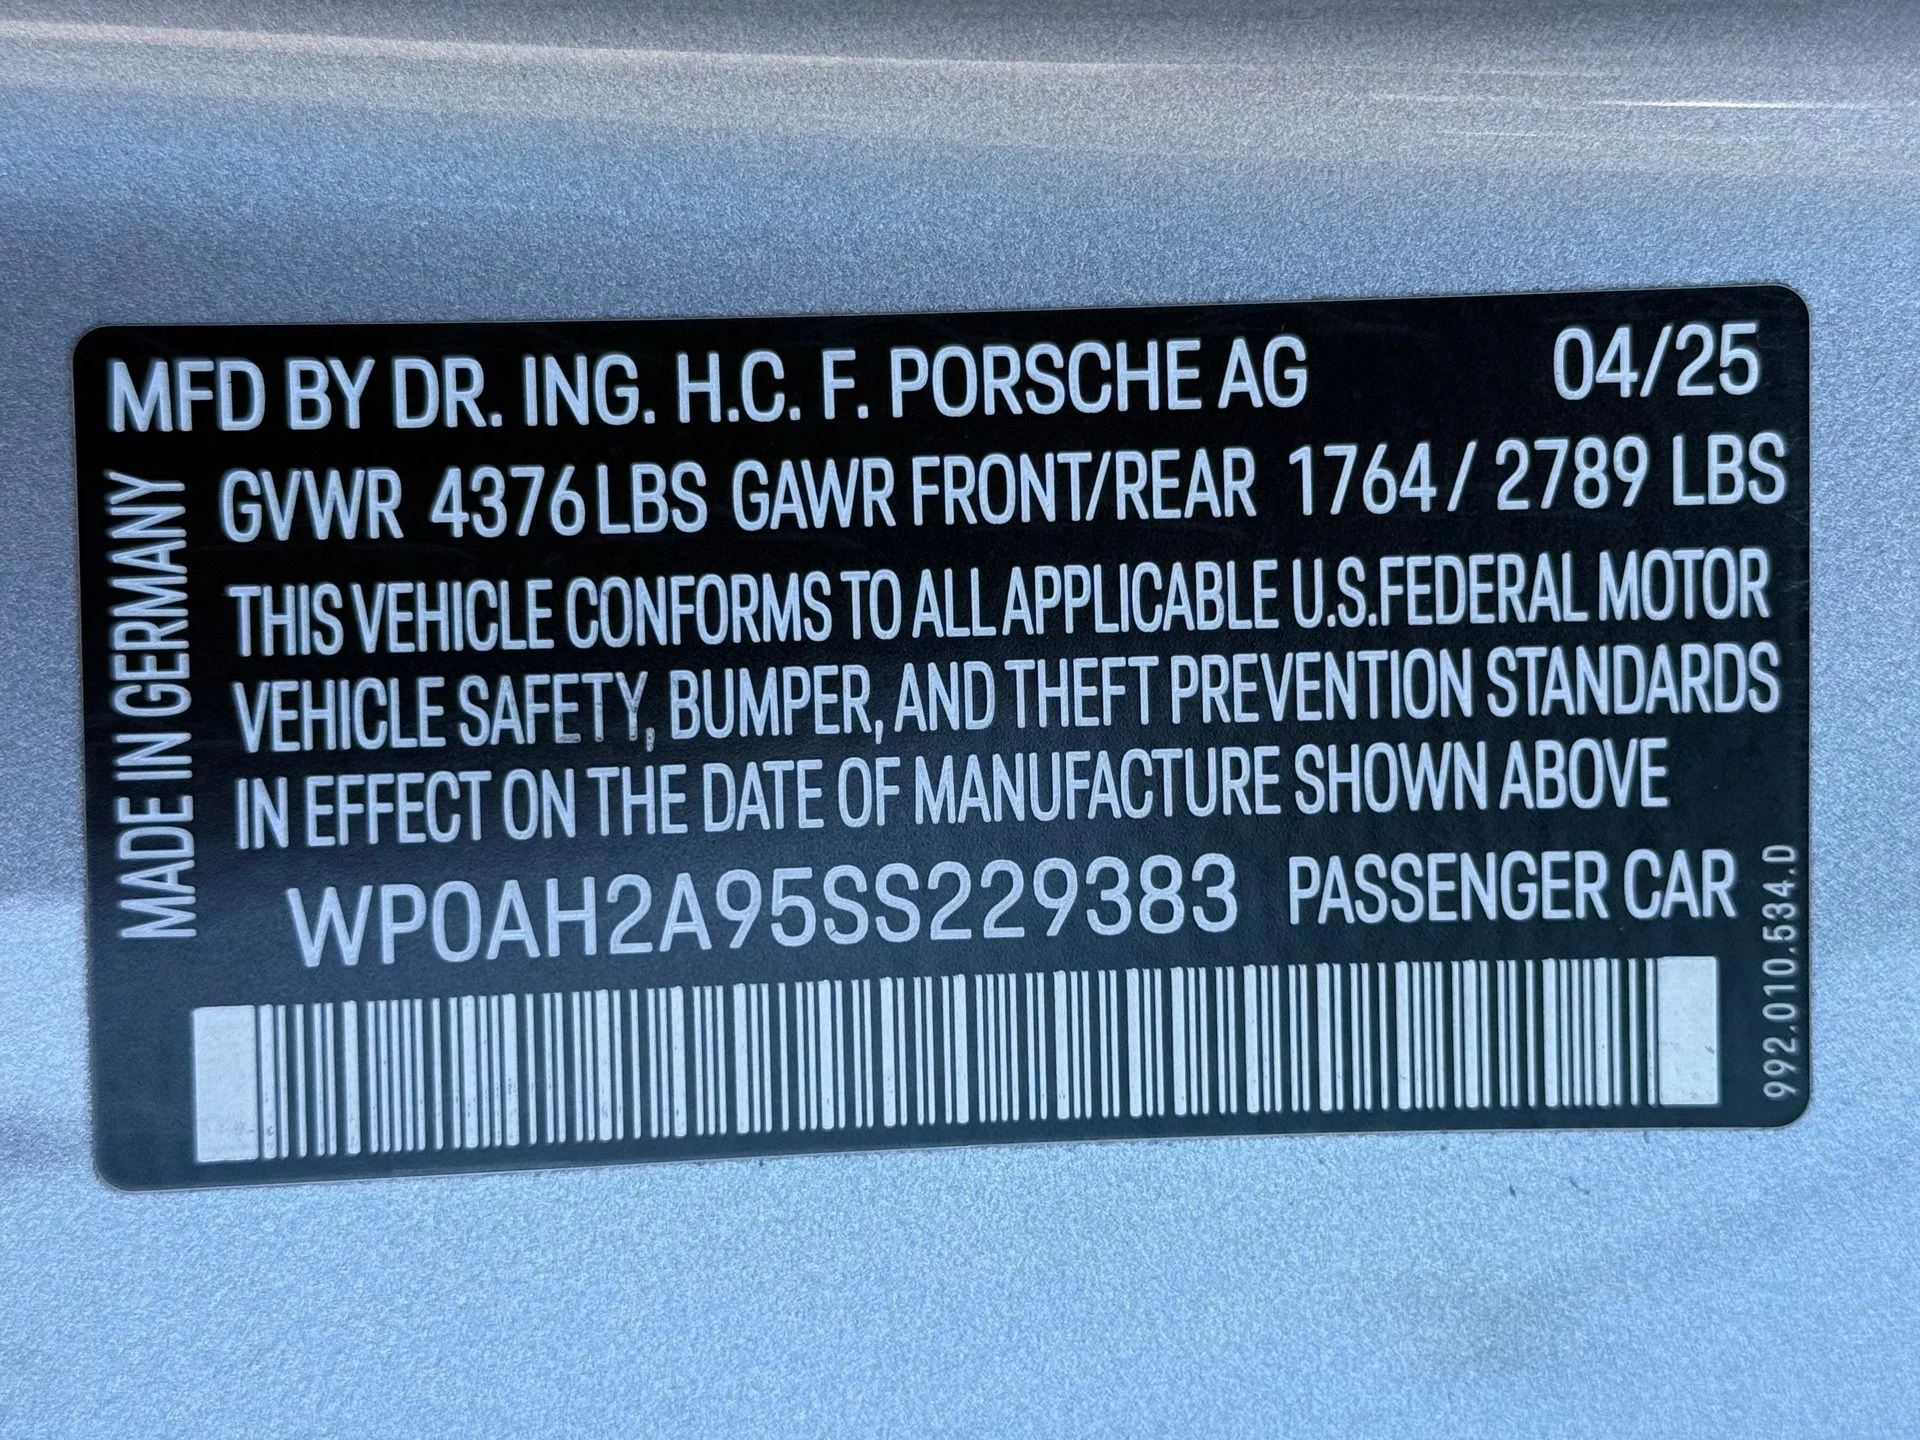 MFD BY DR. ING. H.C. F. PORSCHE AG 04/25
GVWR 4376 LBS GAWR FRONT/REAR 1764 / 2789 LBS
THIS VEHICLE CONFORMS TO ALL APPLICABLE U.S.FEDERAL MOTOR
VEHICLE SAFETY, BUMPER, AND THEFT PREVENTION STANDARDS
IN EFFECT ON THE DATE OF MANUFACTURE SHOWN ABOVE
WP0AH2A95SS229383 PASSENGER CAR
MADE IN GERMANY
992.010.534.D